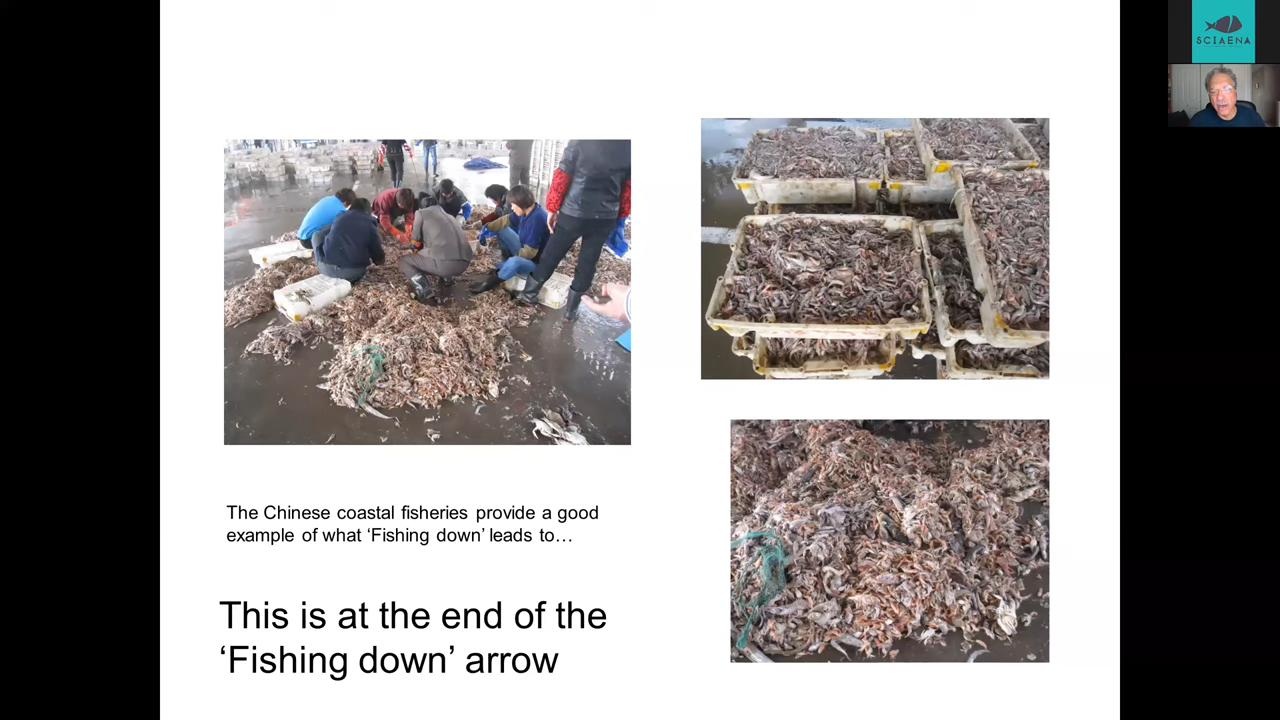 SCIAENA
The Chinese coastal fisheries provide a good
example of what ‘Fishing down’ leads to…
This is at the end of the
‘Fishing down’ arrow